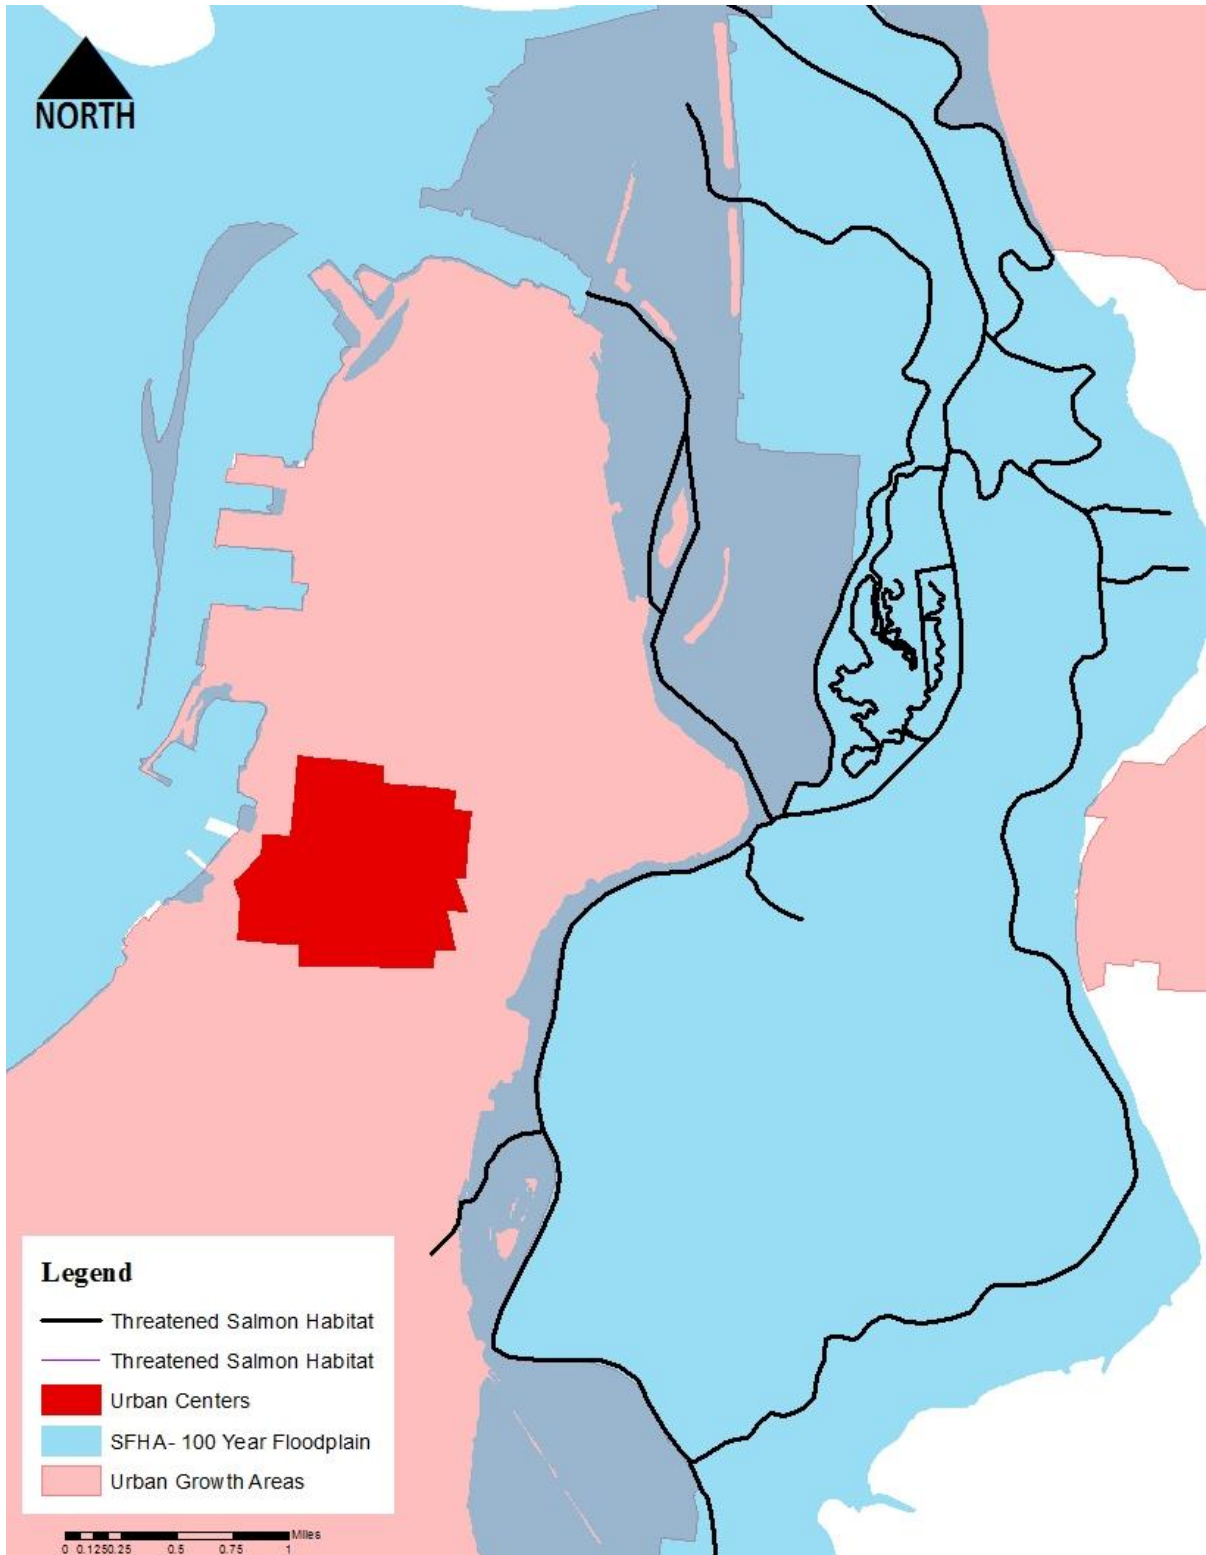 NORTH
Legend
Threatened Salmon Habitat
Threatened Salmon Habitat
Urban Centers
SFHA- 100 Year Floodplain
Urban Growth Areas
Miles
0 0.1250.25 0.5 0.75 1